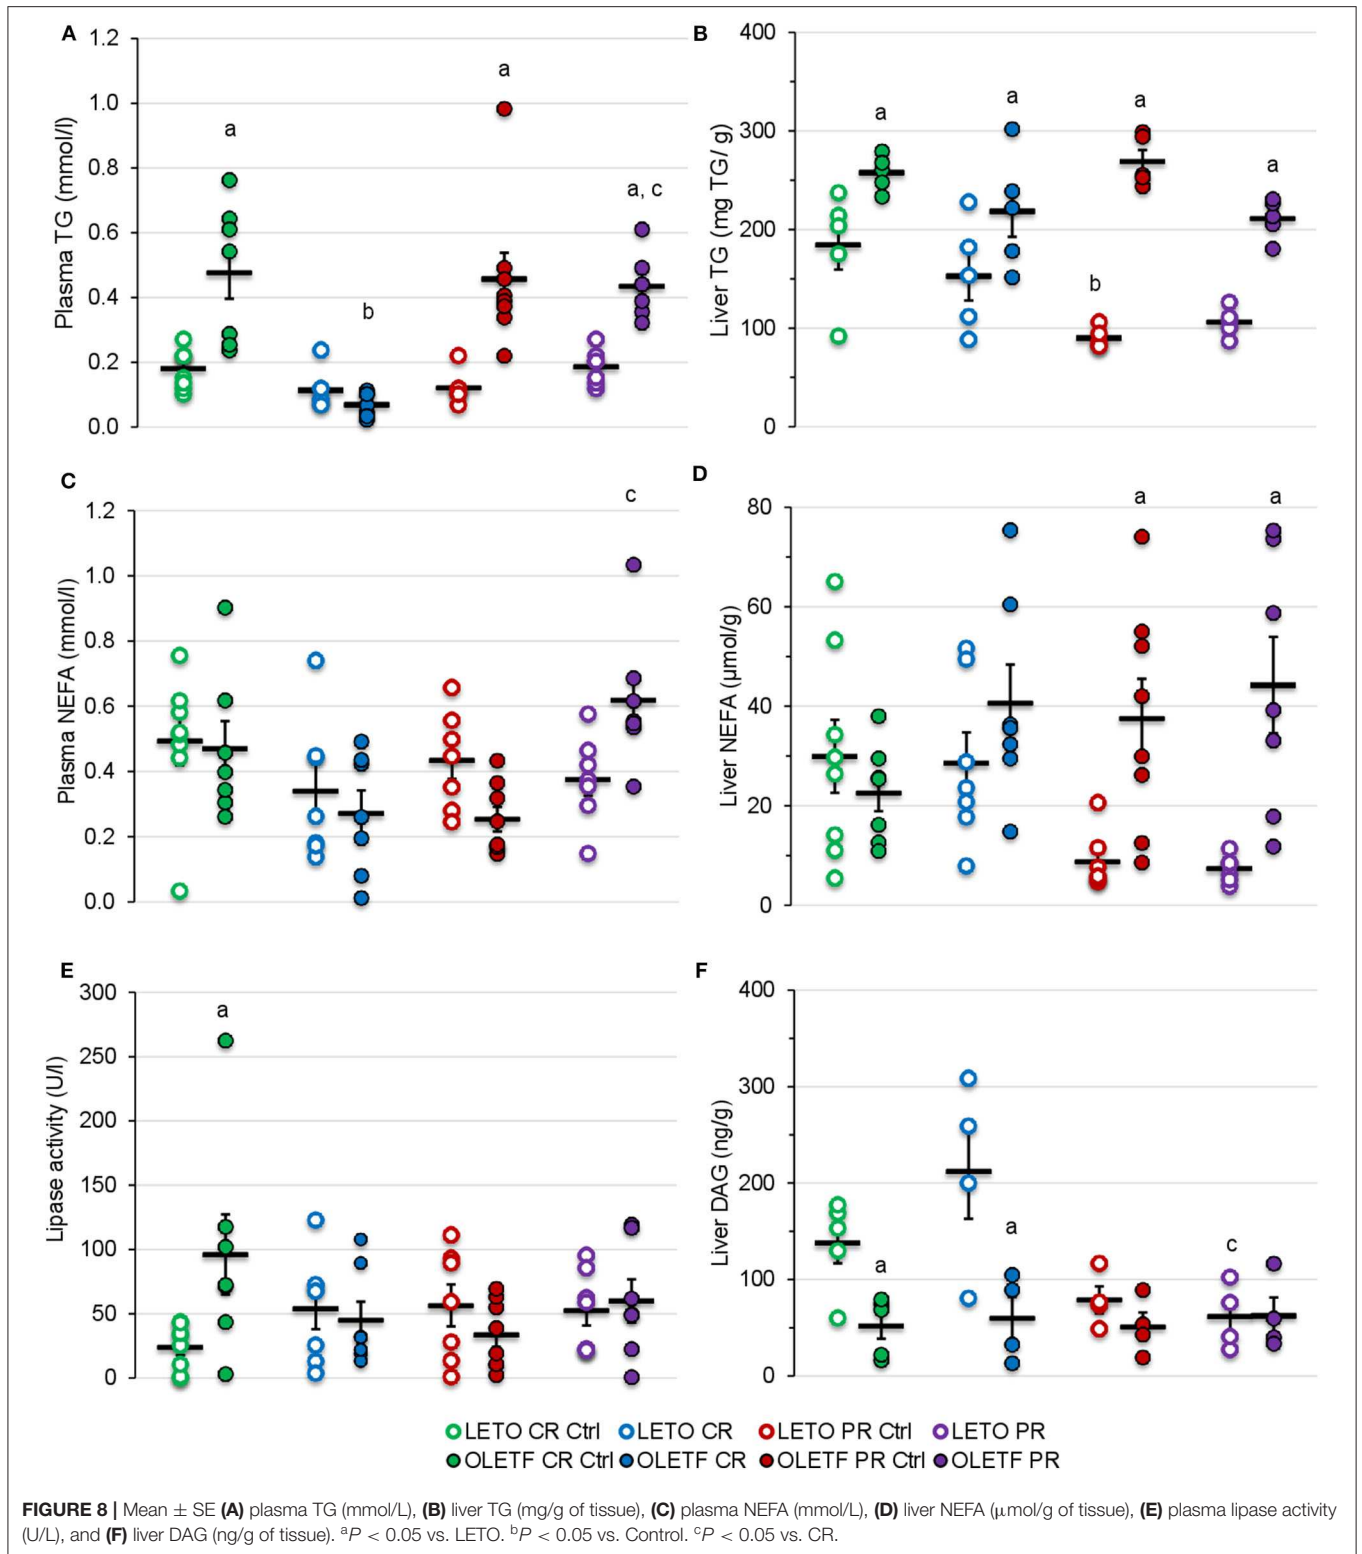 A
Plasma TG (mmol/l)
1.2
1.0
0.8
0.6
0.4
0.2
0.0
a
b
a
a, c
B
Liver TG (mg TG/ g)
400
300
200
100
0
a
a
b
a
a
C
Plasma NEFA (mmol/l)
1.2
1.0
0.8
0.6
0.4
0.2
0.0
c
D
Liver NEFA (µmol/g)
80
60
40
20
0
a
a
E
Lipase activity (U/l)
300
250
200
150
100
50
0
a
F
Liver DAG (ng/g)
400
300
200
100
0
a
a
c
LETO CR Ctrl LETO CR LETO PR Ctrl LETO PR
OLETF CR Ctrl OLETF CR OLETF PR Ctrl OLETF PR
FIGURE 8 | Mean ± SE (A) plasma TG (mmol/L), (B) liver TG (mg/g of tissue), (C) plasma NEFA (mmol/L), (D) liver NEFA (µmol/g of tissue), (E) plasma lipase activity
(U/L), and (F) liver DAG (ng/g of tissue). ᵃP < 0.05 vs. LETO. ᵇP < 0.05 vs. Control. ᶜP < 0.05 vs. CR.